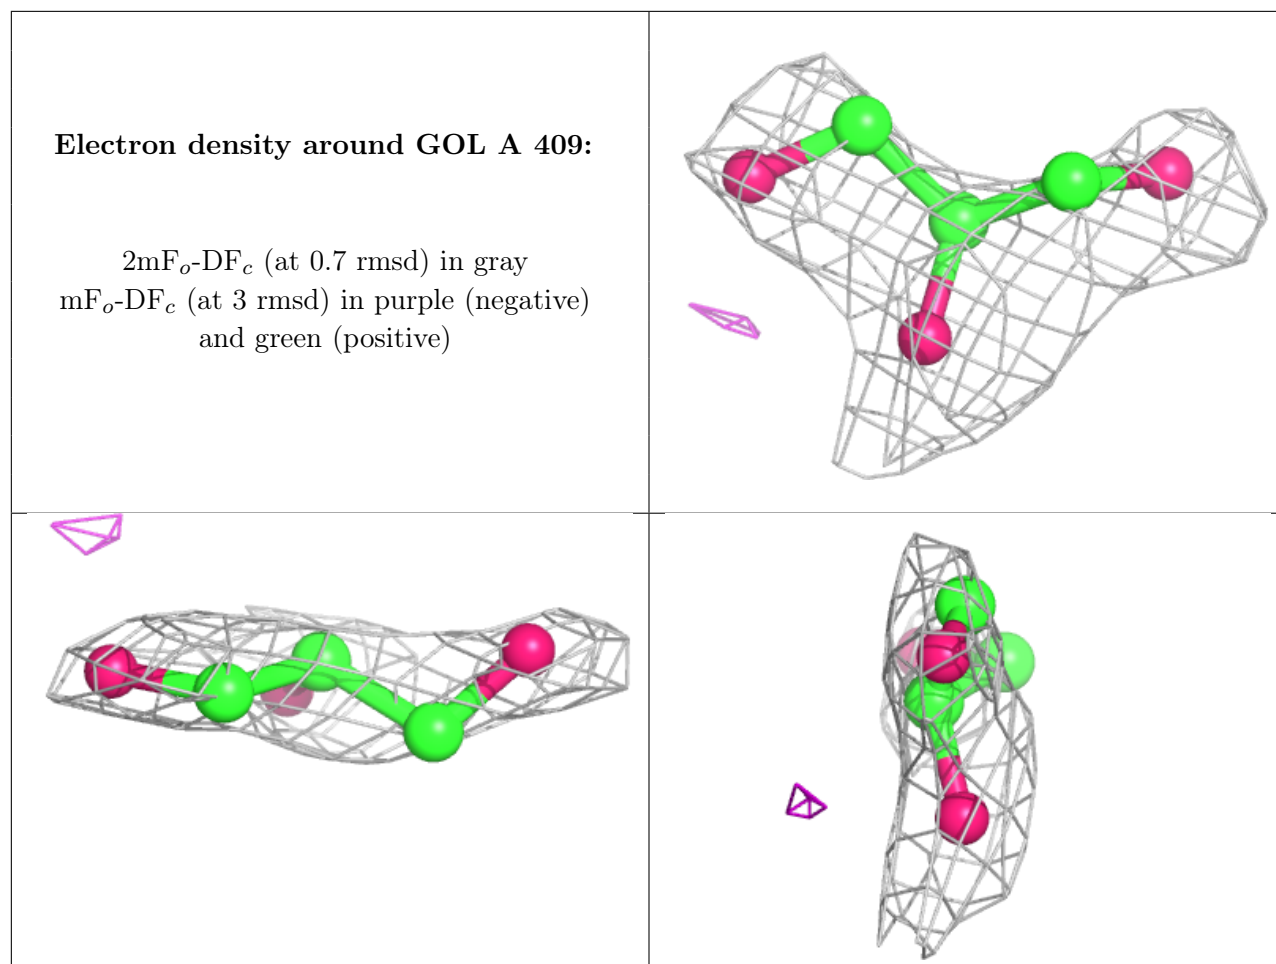 Electron density around GOL A 409:
2mFo-DFc (at 0.7 rmsd) in gray
mFo-DFc (at 3 rmsd) in purple (negative)
and green (positive)